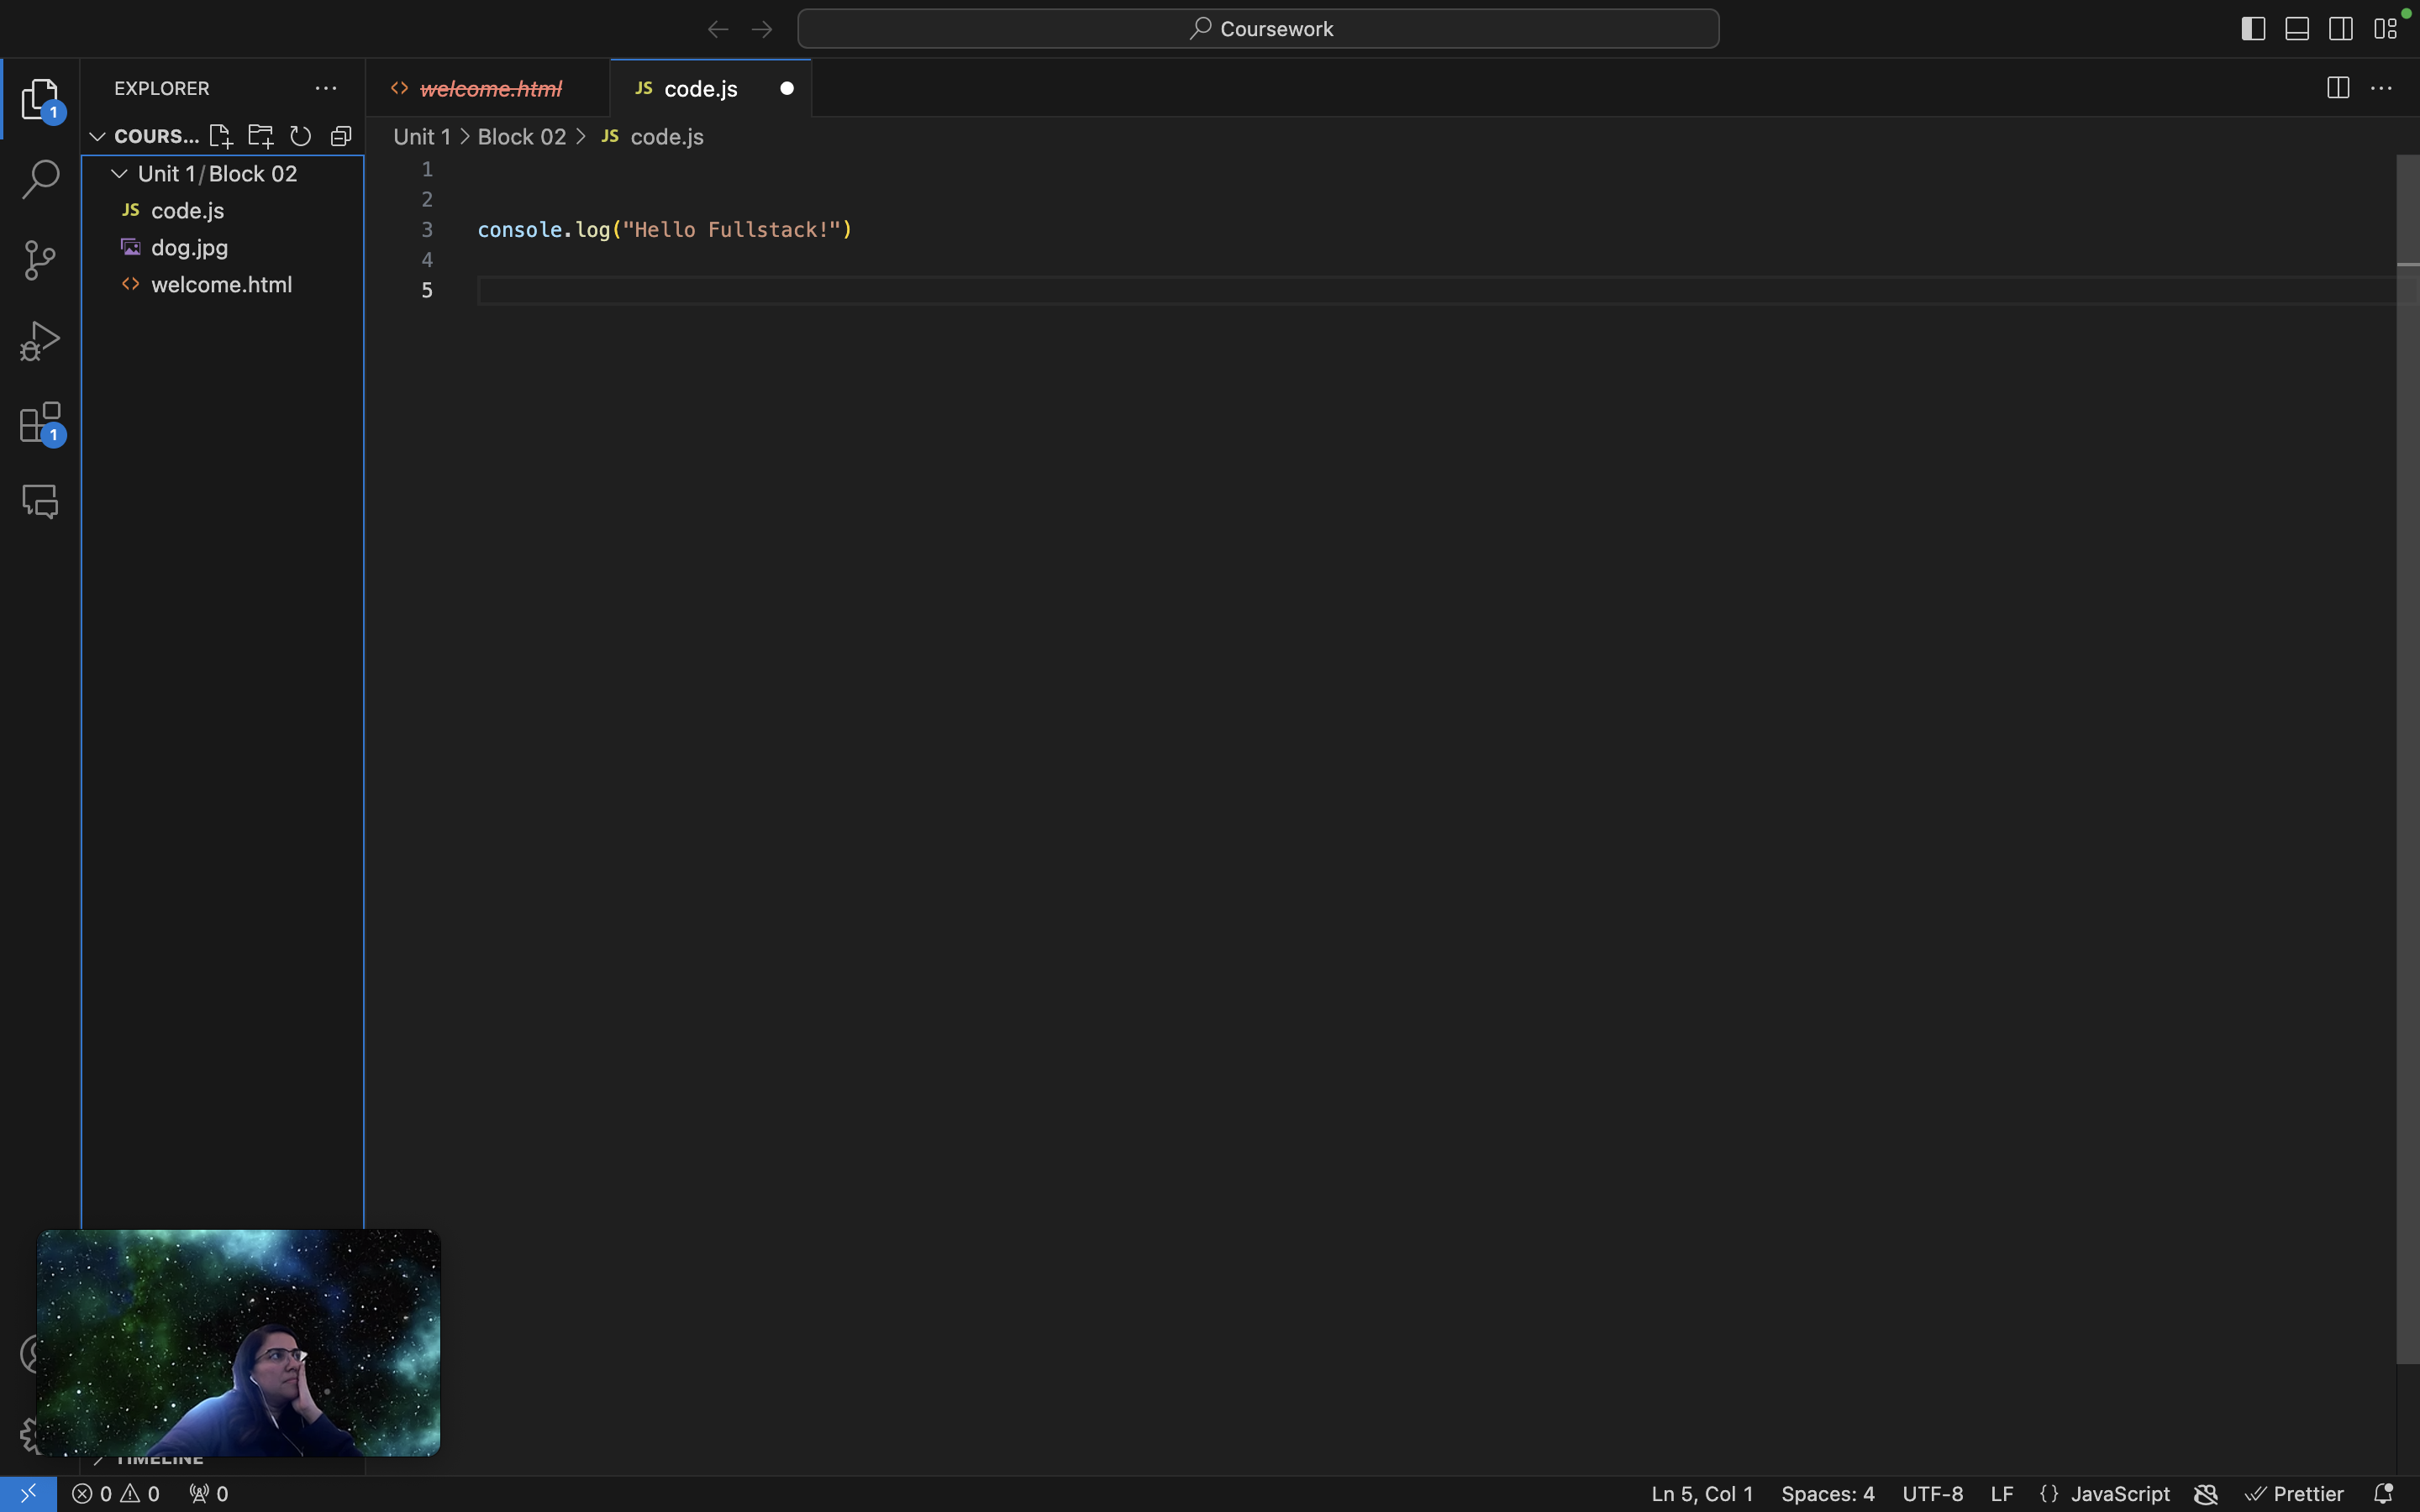 Coursework
EXPLORER
welcome.html
JS code.js
COURS...
Unit 1 > Block 02 > JS code.js
Unit 1/Block 02
JS code.js
dog.jpg
welcome.html
1
2
3 console.log("Hello Fullstack!")
4
5
1
1
TIMELINE
0 0 0
Ln 5, Col 1 Spaces: 4 UTF-8 LF {} JavaScript Prettier